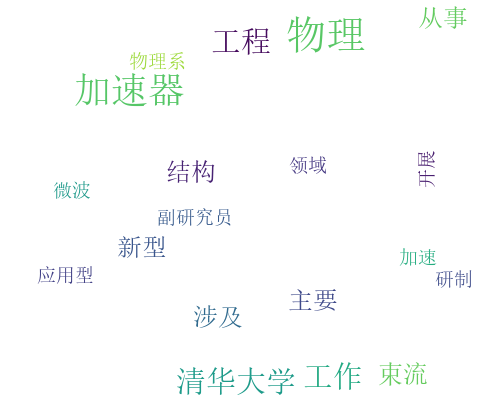 从事
物理
工程
物理系
加速器
结构
领域
开展
微波
副研究员
新型
加速
应用型
研制
主要
涉及
清华大学
工作
束流